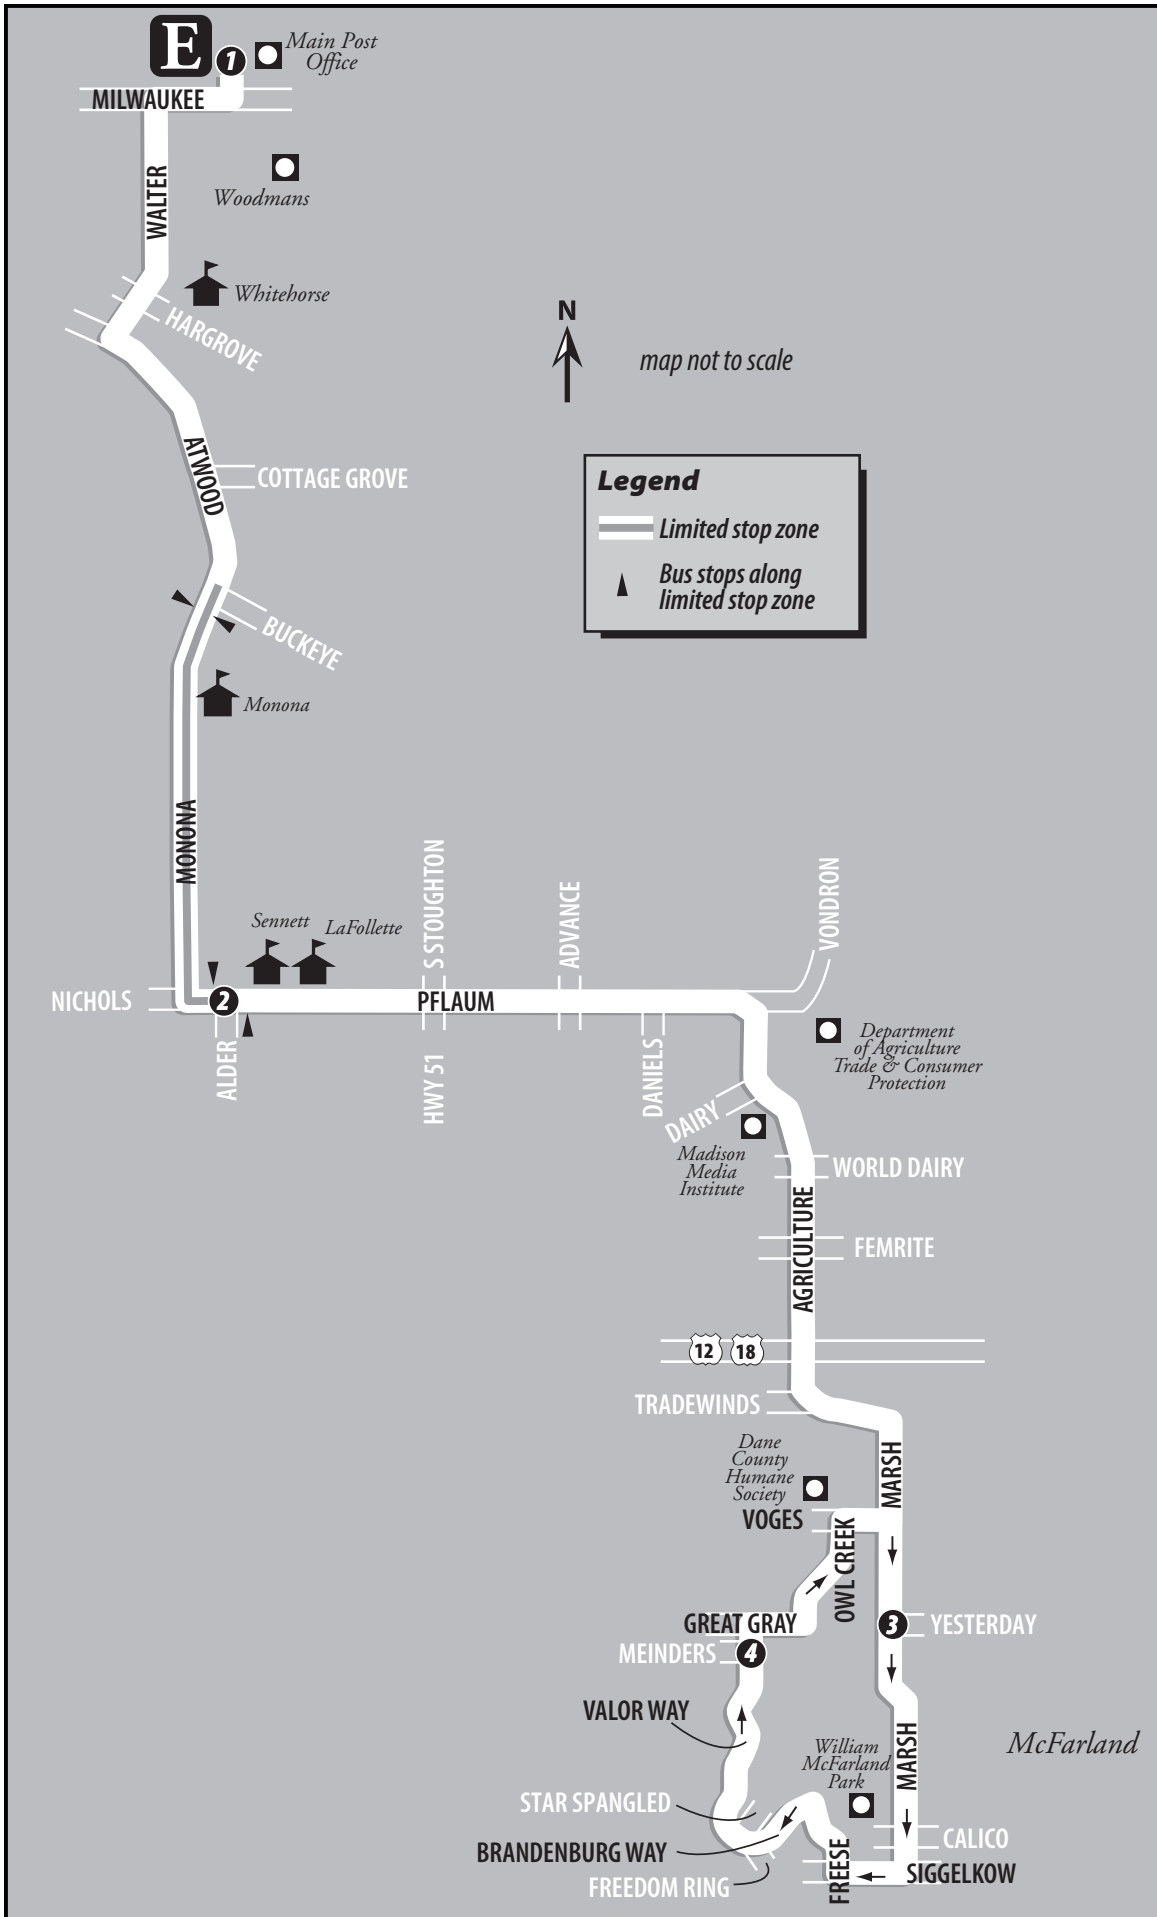 E
1
Main Post
Office
MILWAUKEE
WALTER
Woodmans
Whitehorse
HARGROVE
N
map not to scale
ATWOOD
COTTAGE GROVE
Legend
Limited stop zone
Bus stops along
limited stop zone
BUCKEYE
Monona
MONONA
Sennett
LaFollette
S STOUGHTON
ADVANCE
VONDRON
NICHOLS
2
PFLAUM
ALDER
HWY 51
DANIELS
Department
of Agriculture
Trade & Consumer
Protection
DAIRY
Madison
Media
Institute
WORLD DAIRY
AGRICULTURE
FEMRITE
12
18
TRADEWINDS
Dane
County
Humane
Society
MARSH
VOGES
OWL CREEK
GREAT GRAY
3
YESTERDAY
MEINDERS
4
VALOR WAY
William
McFarland
Park
MARSH
McFarland
STAR SPANGLED
CALICO
BRANDENBURG WAY
FREESE
SIGGELKOW
FREEDOM RING